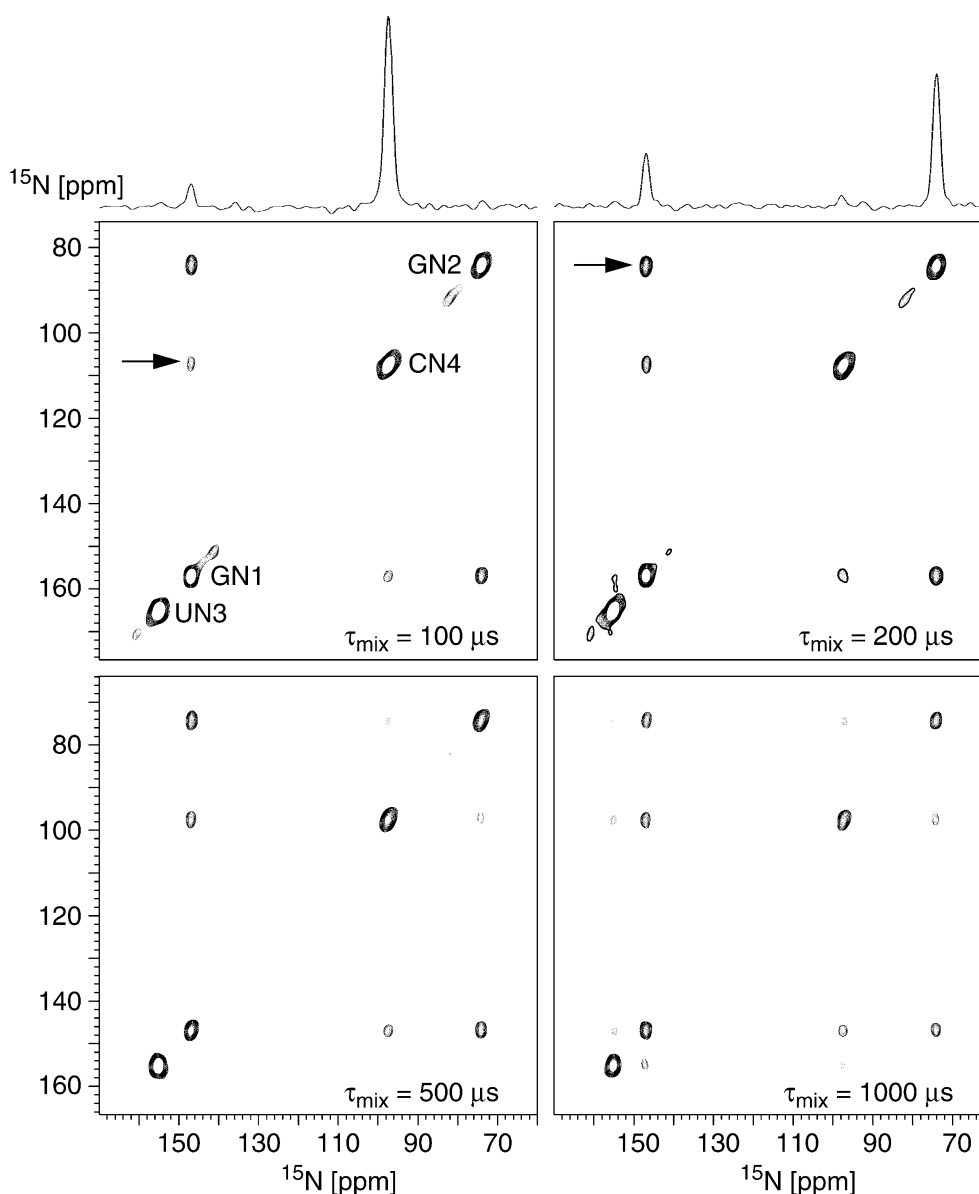 ¹⁵N [ppm]
80
100
120
140
160
GN2
CN4
GN1
UN3
τmix = 100 μs
τmix = 200 μs
80
100
120
140
160
τmix = 500 μs
τmix = 1000 μs
150 130 110 90 70
150 130 110 90 70
¹⁵N [ppm]
¹⁵N [ppm]